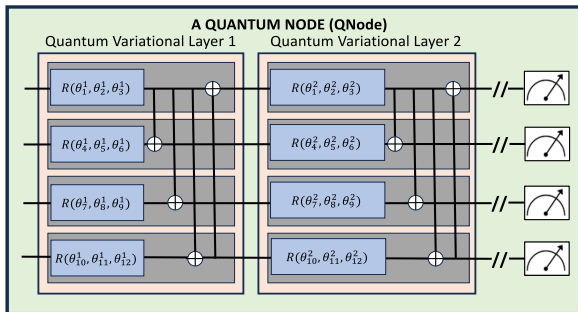 A QUANTUM NODE (QNode)
Quantum Variational Layer 1 Quantum Variational Layer 2
R(θ₁¹,θ₂¹,θ₃¹) R(θ₁²,θ₂²,θ₃²) //
R(θ₄¹,θ₅¹,θ₆¹) R(θ₄²,θ₅²,θ₆²) //
R(θ₇¹,θ₈¹,θ₉¹) R(θ₇²,θ₈²,θ₉²) //
R(θ₁₀¹,θ₁₁¹,θ₁₂¹) R(θ₁₀²,θ₁₁²,θ₁₂²) //